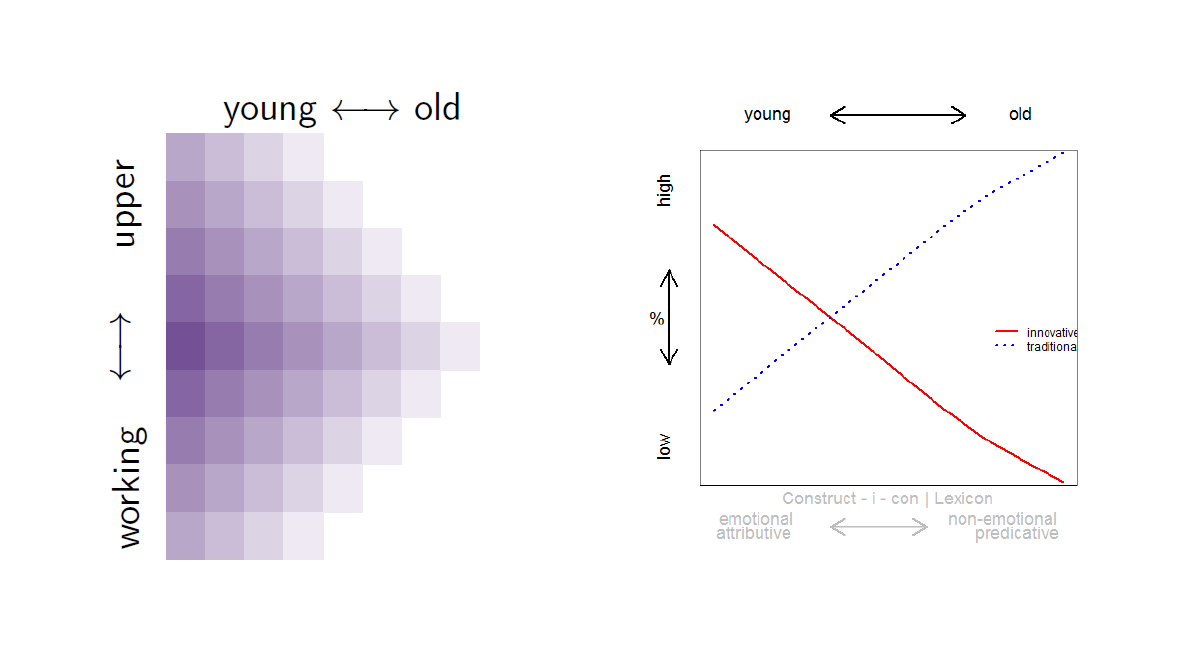 young ⟷ old
upper
⟷
working
young
old
high
%
low
innovative
traditiona
Construct - i - con | Lexicon
emotional
attributive
non-emotional
predicative